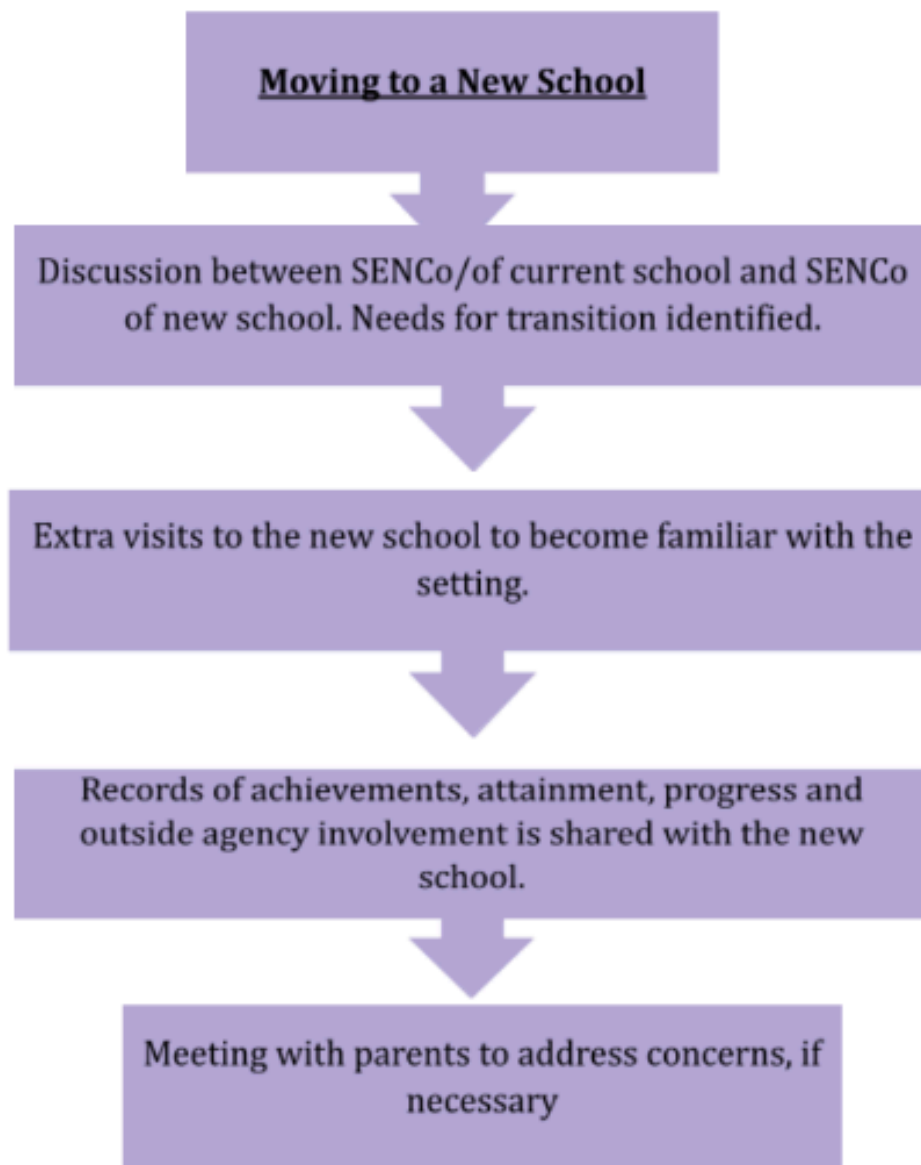 Moving to a New School
Discussion between SENCo/of current school and SENCo
of new school. Needs for transition identified.
Extra visits to the new school to become familiar with the
setting.
Records of achievements, attainment, progress and
outside agency involvement is shared with the new
school.
Meeting with parents to address concerns, if
necessary